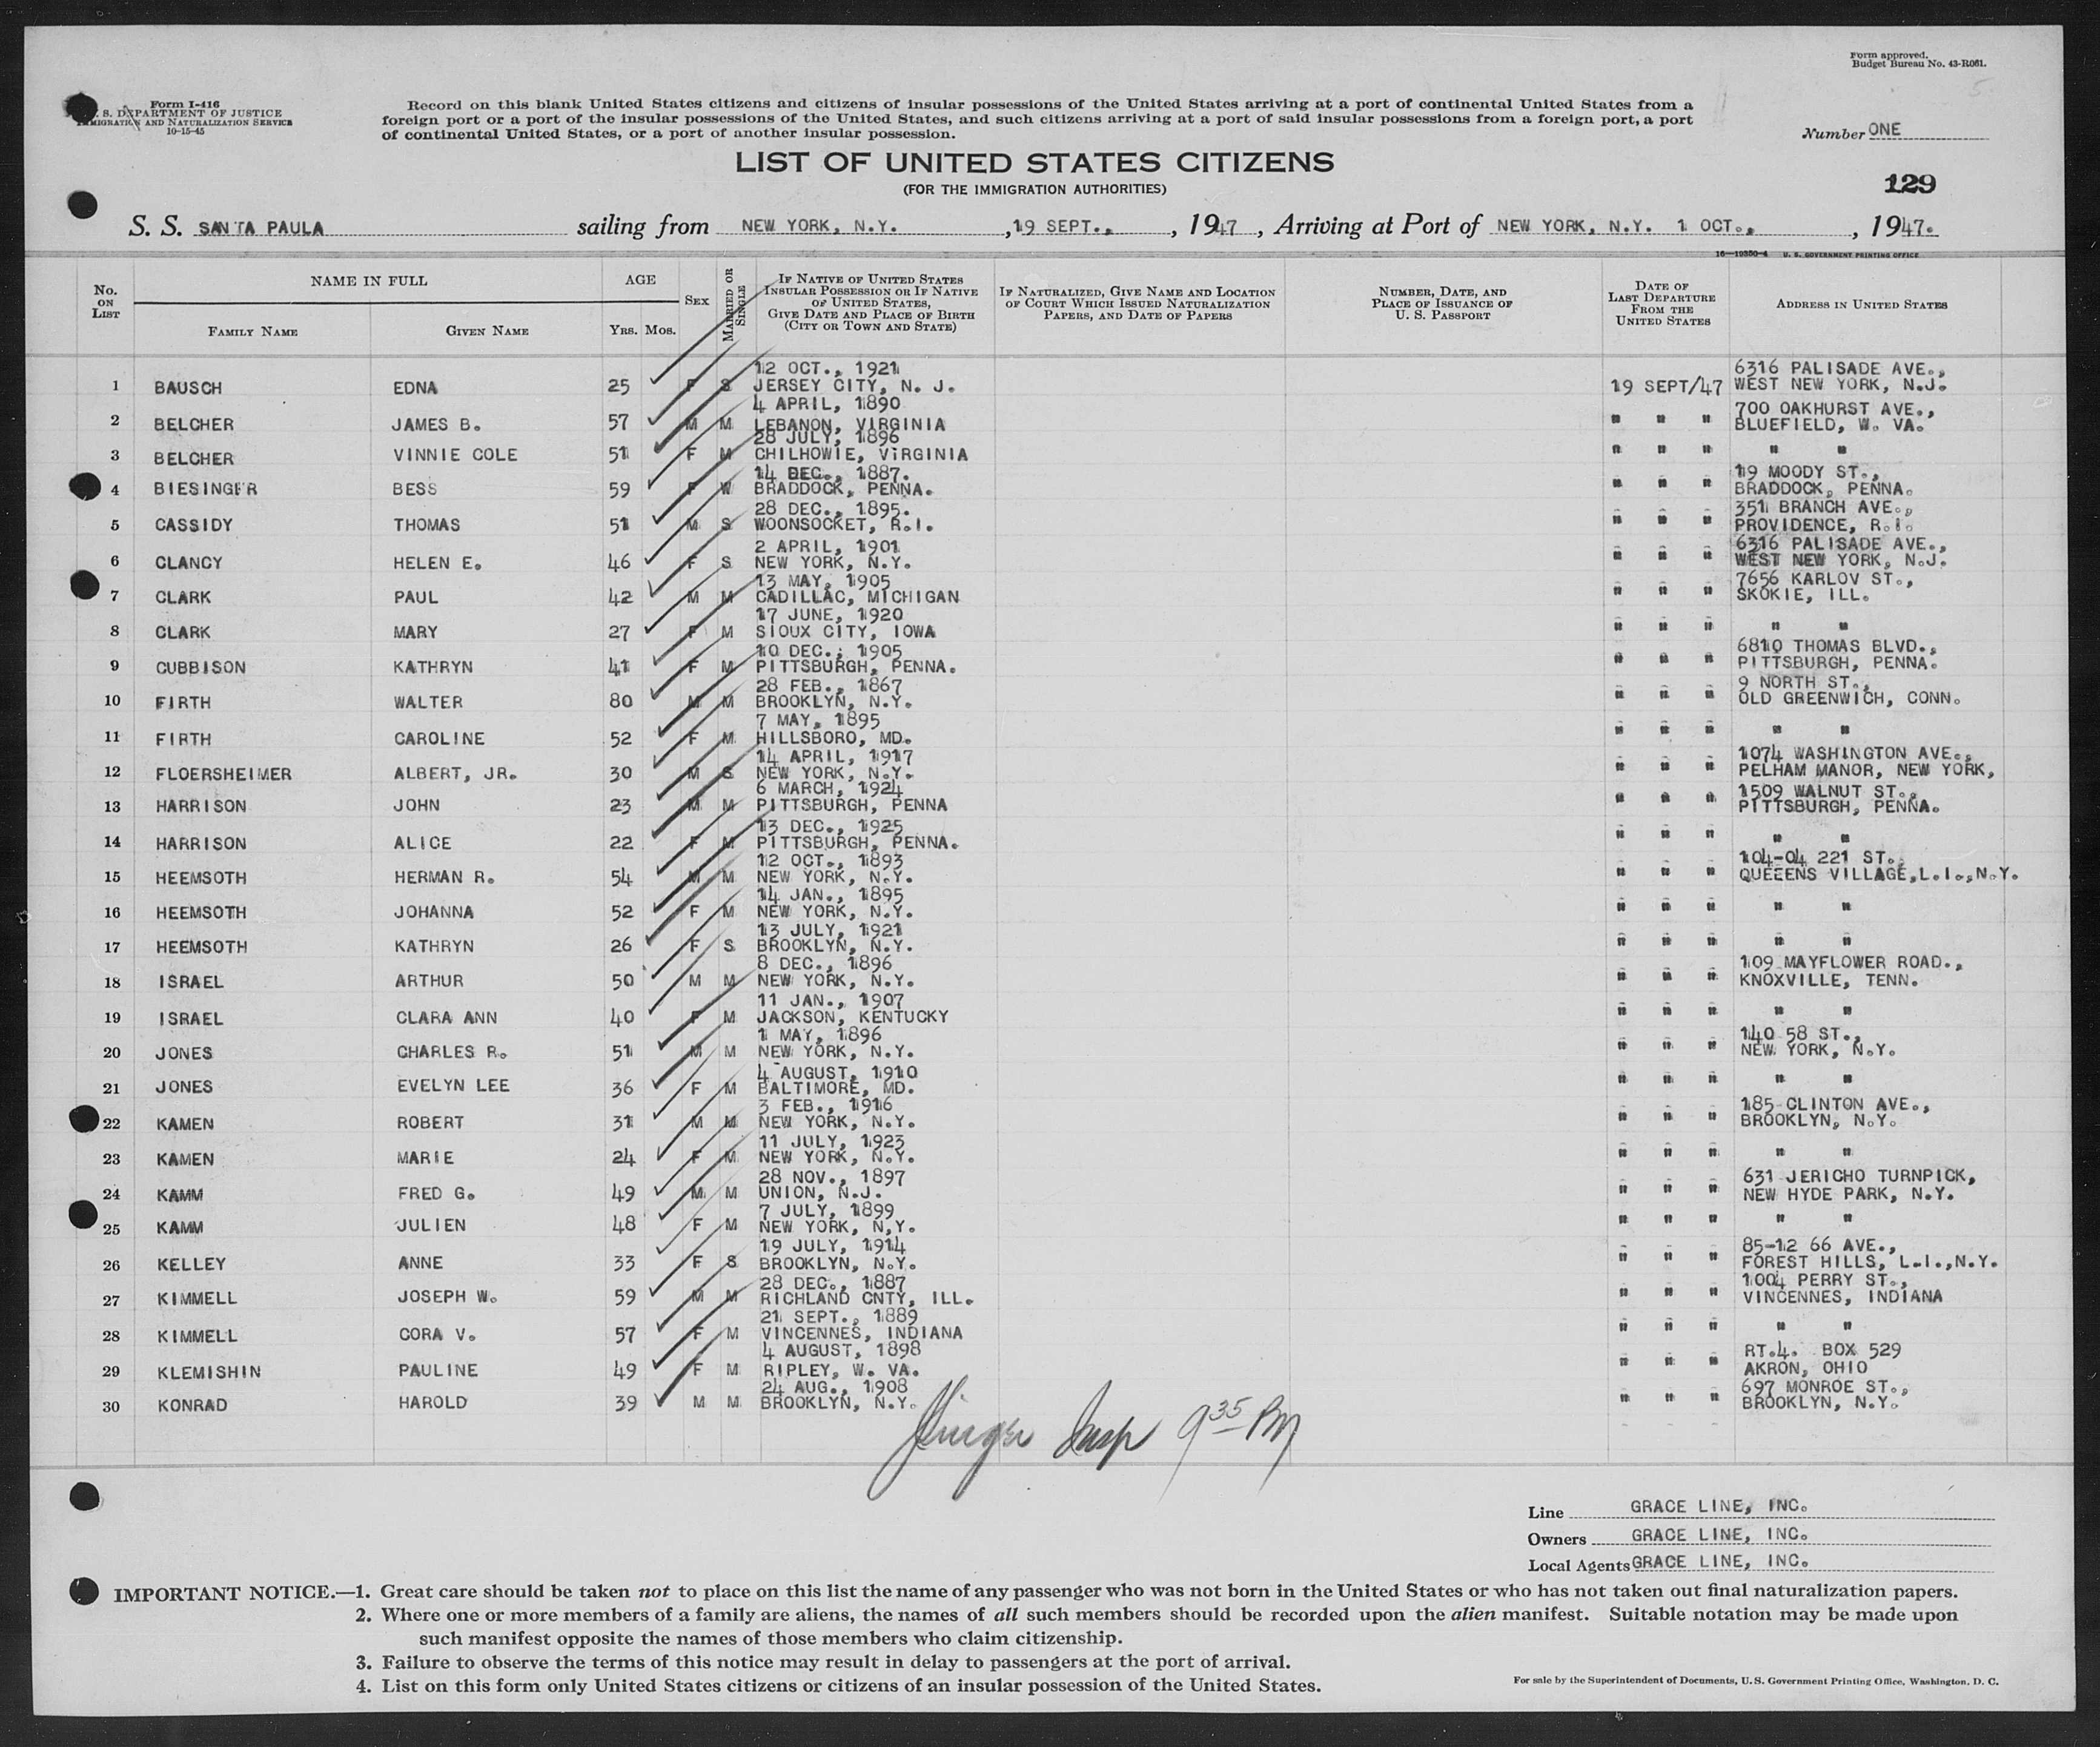 Form approved.
Budget Bureau No. 43-R061.
Form I-416
U. S. DEPARTMENT OF JUSTICE
IMMIGRATION AND NATURALIZATION SERVICE
10-15-45
Record on this blank United States citizens and citizens of insular possessions of the United States arriving at a port of continental United States from a
foreign port or a port of the insular possessions of the United States, and such citizens arriving at a port of said insular possessions from a foreign port, a port
of continental United States, or a port of another insular possession.
Number ONE
LIST OF UNITED STATES CITIZENS
(FOR THE IMMIGRATION AUTHORITIES)
129
S. S. SANTA PAULA sailing from NEW YORK, N.Y. , 19 SEPT., , 1947 , Arriving at Port of NEW YORK, N.Y. 1 OCT., , 1947.
16—19350-4 U. S. GOVERNMENT PRINTING OFFICE
No. ON LIST
NAME IN FULL
FAMILY NAME
GIVEN NAME
AGE
YRS. MOS.
SEX
MARRIED OR SINGLE
IF NATIVE OF UNITED STATES
INSULAR POSSESSION OR IF NATIVE
OF UNITED STATES,
GIVE DATE AND PLACE OF BIRTH
(CITY OR TOWN AND STATE)
IF NATURALIZED, GIVE NAME AND LOCATION
OF COURT WHICH ISSUED NATURALIZATION
PAPERS, AND DATE OF PAPERS
NUMBER, DATE, AND
PLACE OF ISSUANCE OF
U. S. PASSPORT
DATE OF
LAST DEPARTURE
FROM THE
UNITED STATES
ADDRESS IN UNITED STATES
12 OCT., 1921 6316 PALISADE AVE.,
1 BAUSCH EDNA 25 F S JERSEY CITY, N. J. 19 SEPT/47 WEST NEW YORK, N.J.
4 APRIL, 1890 700 OAKHURST AVE.,
2 BELCHER JAMES B. 57 M M LEBANON, VIRGINIA " " " BLUEFIELD, W. VA.
28 JULY, 1896
3 BELCHER VINNIE COLE 51 F M CHILHOWIE, VIRGINIA " " " " "
14 DEC., 1887. 19 MOODY ST.,
4 BIESINGER BESS 59 F W BRADDOCK, PENNA. " " " BRADDOCK, PENNA.
28 DEC., 1895. 351 BRANCH AVE.,
5 CASSIDY THOMAS 51 M S WOONSOCKET, R.I. " " " PROVIDENCE, R.I.
2 APRIL, 1901 6316 PALISADE AVE.,
6 CLANCY HELEN E. 46 F S NEW YORK, N.Y. " " " WEST NEW YORK, N.J.
13 MAY, 1905 7656 KARLOV ST.,
7 CLARK PAUL 42 M M CADILLAC, MICHIGAN " " " SKOKIE, ILL.
17 JUNE, 1920
8 CLARK MARY 27 F M SIOUX CITY, IOWA " " " " "
10 DEC.; 1905 6810 THOMAS BLVD.,
9 CUBBISON KATHRYN 41 F M PITTSBURGH, PENNA. " " " PITTSBURGH, PENNA.
28 FEB., 1867 9 NORTH ST.,
10 FIRTH WALTER 80 M M BROOKLYN, N.Y. " " " OLD GREENWICH, CONN.
7 MAY, 1895
11 FIRTH CAROLINE 52 F M HILLSBORO, MD. " " " " "
14 APRIL, 1917 1074 WASHINGTON AVE.,
12 FLOERSHEIMER ALBERT, JR. 30 M S NEW YORK, N.Y. " " " PELHAM MANOR, NEW YORK,
6 MARCH, 1924 1509 WALNUT ST.,
13 HARRISON JOHN 23 M M PITTSBURGH, PENNA " " " PITTSBURGH, PENNA.
13 DEC., 1925
14 HARRISON ALICE 22 F M PITTSBURGH, PENNA. " " " " "
12 OCT., 1893 104-04 221 ST.,
15 HEEMSOTH HERMAN R. 54 M M NEW YORK, N.Y. " " " QUEEENS VILLAGE,L.I.,N.Y.
14 JAN., 1895
16 HEEMSOTH JOHANNA 52 F M NEW YORK, N.Y. " " " " "
13 JULY, 1921
17 HEEMSOTH KATHRYN 26 F S BROOKLYN, N.Y. " " " " "
8 DEC., 1896 109 MAYFLOWER ROAD.,
18 ISRAEL ARTHUR 50 M M NEW YORK, N.Y. " " " KNOXVILLE, TENN.
11 JAN., 1907
19 ISRAEL CLARA ANN 40 F M JACKSON, KENTUCKY " " " " "
1 MAY, 1896 140 58 ST.,
20 JONES CHARLES R. 51 M M NEW YORK, N.Y. " " " NEW YORK, N.Y.
4 AUGUST, 1910
21 JONES EVELYN LEE 36 F M BALTIMORE, MD. " " " " "
3 FEB., 1916 185 CLINTON AVE.,
22 KAMEN ROBERT 31 M M NEW YORK, N.Y. " " " BROOKLYN, N.Y.
11 JULY, 1923
23 KAMEN MARIE 24 F M NEW YORK, N.Y. " " " " "
28 NOV., 1897 631 JERICHO TURNPICK,
24 KAMM FRED G. 49 M M UNION, N.J. " " " NEW HYDE PARK, N.Y.
7 JULY, 1899
25 KAMM JULIEN 48 F M NEW YORK, N,Y. " " " " "
19 JULY, 1914 85-12 66 AVE.,
26 KELLEY ANNE 33 F S BROOKLYN, N.Y. " " " FOREST HILLS, L.I.,N.Y.
28 DEC., 1887 1004 PERRY ST.,
27 KIMMELL JOSEPH W. 59 M M RICHLAND CNTY, ILL. " " " VINCENNES, INDIANA
21 SEPT., 1889
28 KIMMELL CORA V. 57 F M VINCENNES, INDIANA " " " " "
4 AUGUST, 1898 RT.4. BOX 529
29 KLEMISHIN PAULINE 49 F M RIPLEY, W. VA. " " " AKRON, OHIO
24 AUG., 1908 697 MONROE ST.,
30 KONRAD HAROLD 39 M M BROOKLYN, N.Y. " " " BROOKLYN, N.Y.
Insp 9 35 PM
Line GRACE LINE, INC.
Owners GRACE LINE, INC.
Local Agents GRACE LINE, INC.
IMPORTANT NOTICE.—1. Great care should be taken not to place on this list the name of any passenger who was not born in the United States or who has not taken out final naturalization papers.
2. Where one or more members of a family are aliens, the names of all such members should be recorded upon the alien manifest. Suitable notation may be made upon
such manifest opposite the names of those members who claim citizenship.
3. Failure to observe the terms of this notice may result in delay to passengers at the port of arrival.
4. List on this form only United States citizens or citizens of an insular possession of the United States.
For sale by the Superintendent of Documents, U. S. Government Printing Office, Washington, D. C.